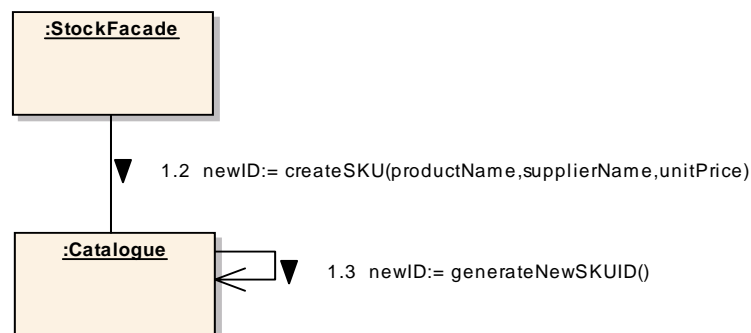 :StockFacade
1.2 newID:= createSKU(productName,supplierName,unitPrice)
:Catalogue
1.3 newID:= generateNewSKUID()